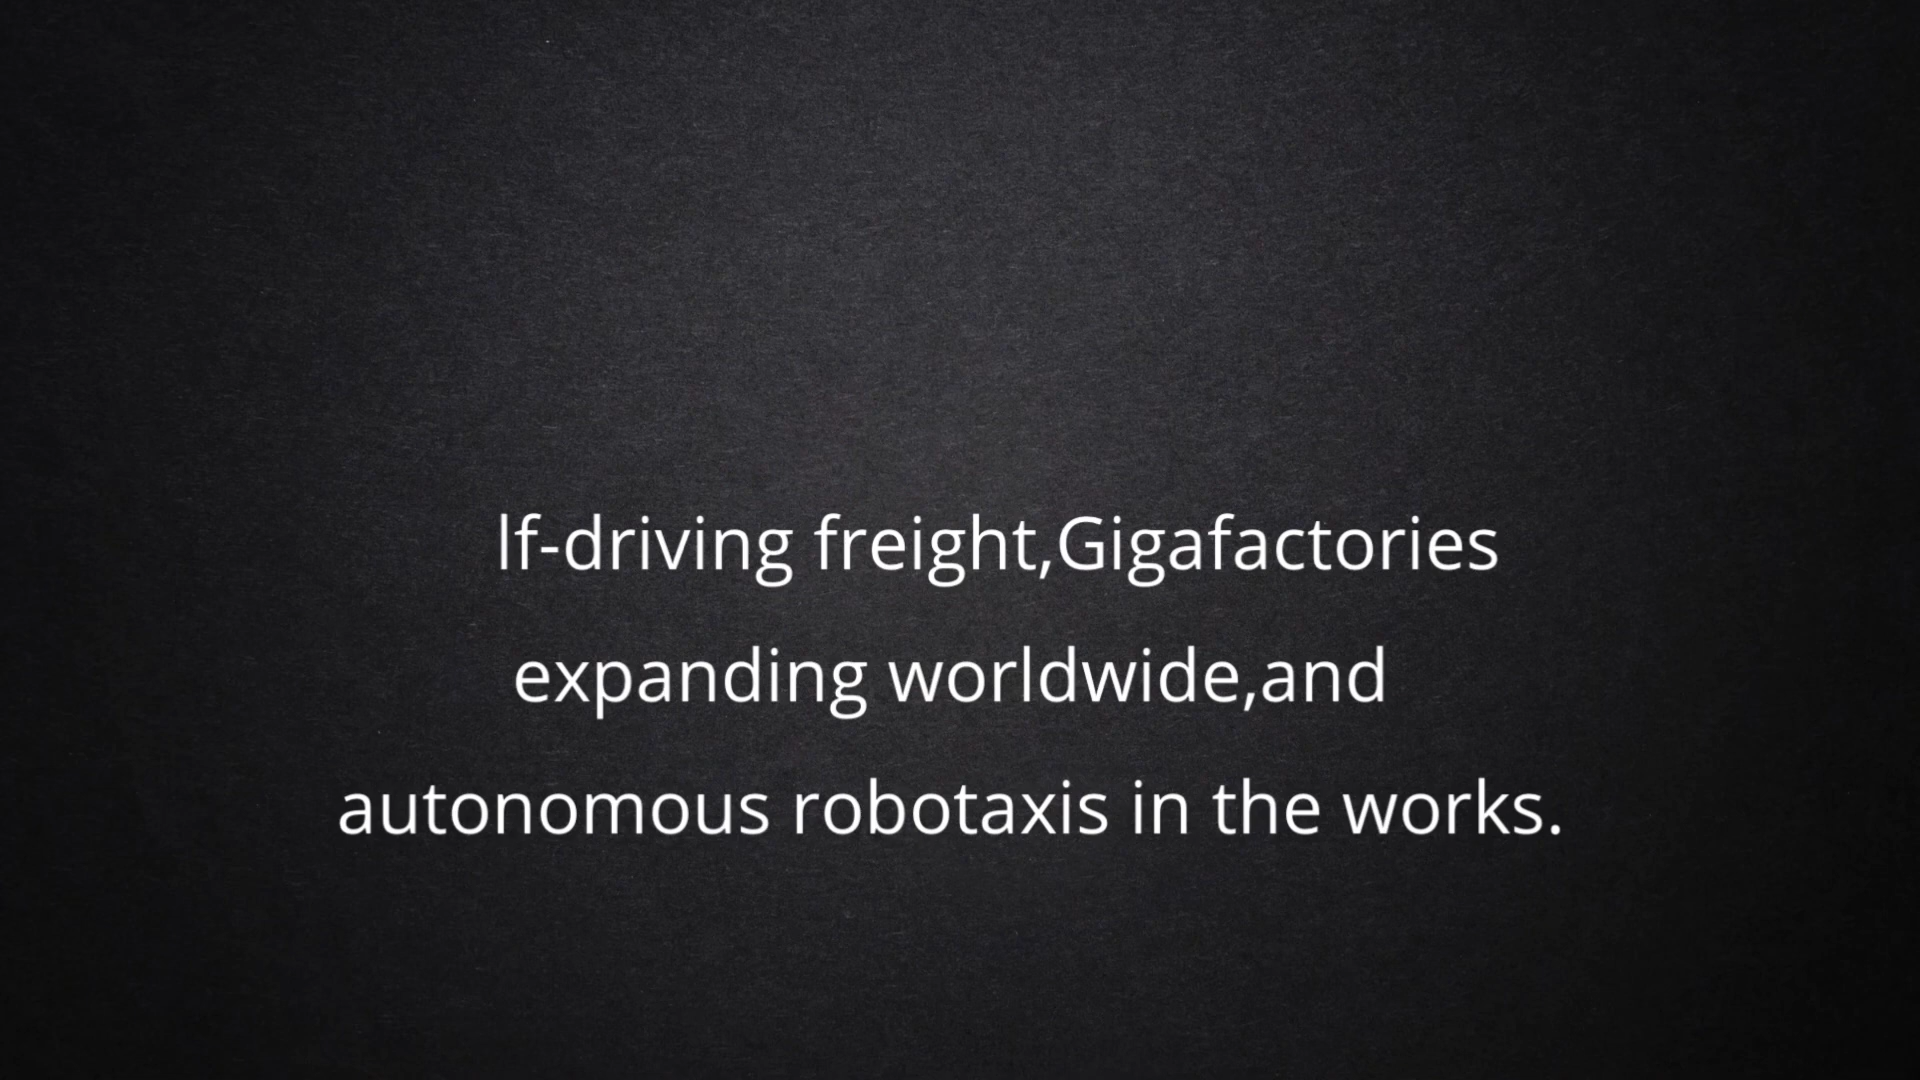 lf-driving freight,Gigafactories
expanding worldwide,and
autonomous robotaxis in the works.